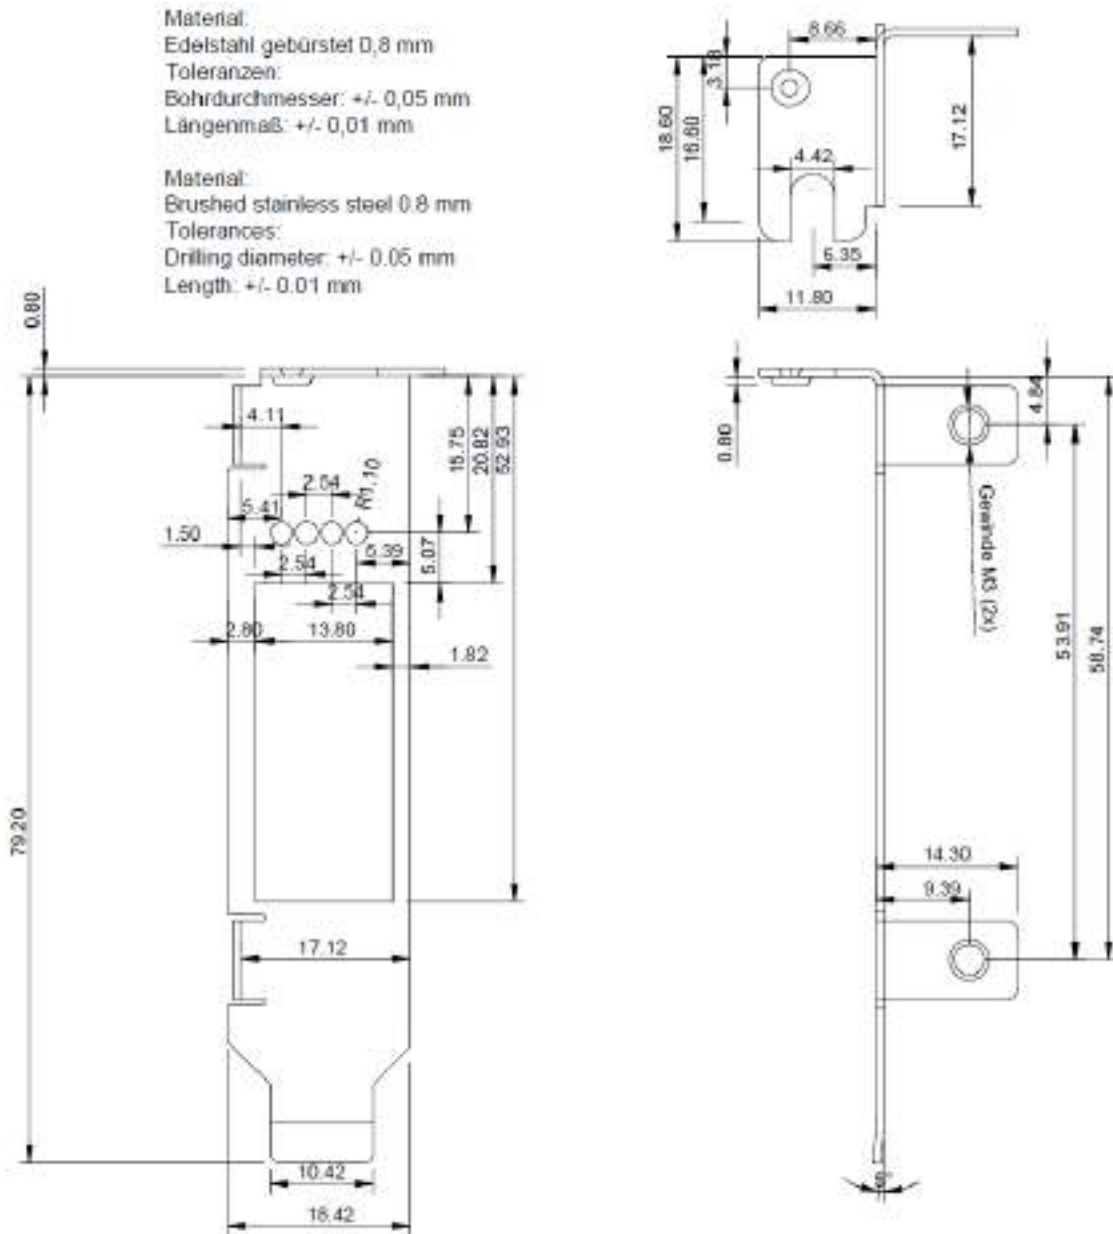 Material:
Edelstahl gebürstet 0,8 mm
Toleranzen:
Bohrdurchmesser: +/- 0,05 mm
Längenmaß: +/- 0,01 mm
Material:
Brushed stainless steel 0.8 mm
Tolerances:
Drilling diameter: +/- 0.05 mm
Length: +/- 0.01 mm
8.66
3.18
18.60
16.60
4.42
17.12
6.35
11.80
0.80
4.11
15.75
20.82
52.93
2.54
R1.10
5.41
1.50
5.39
5.07
2.54
2.54
2.80
13.80
1.82
79.20
17.12
10.42
18.42
0.80
4.84
Gewinde M3 (2x)
53.91
58.74
14.30
9.39